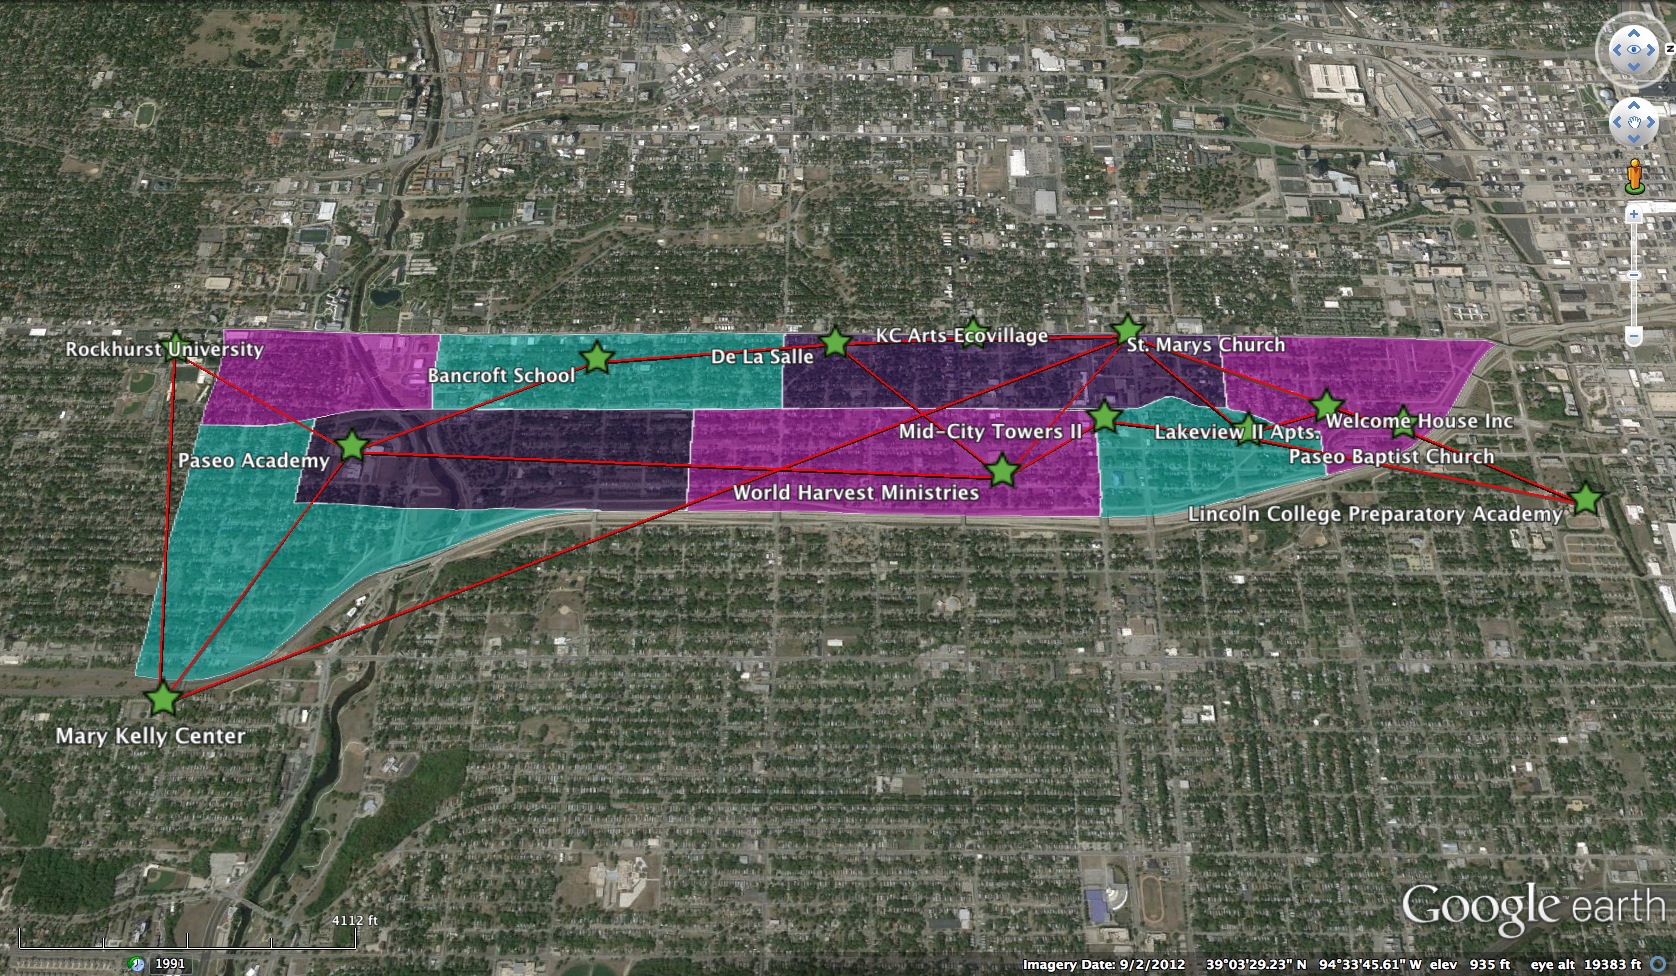 N
Rockhurst University
KC Arts Ecovillage
St. Marys Church
De La Salle
Bancroft School
Welcome House Inc
Mid-City Towers II
Lakeview II Apts.
Paseo Academy
Paseo Baptist Church
World Harvest Ministries
Lincoln College Preparatory Academy
Mary Kelly Center
Google earth
4112 ft
1991
Imagery Date: 9/2/2012 39°03'29.23" N 94°33'45.61" W elev 935 ft eye alt 19383 ft